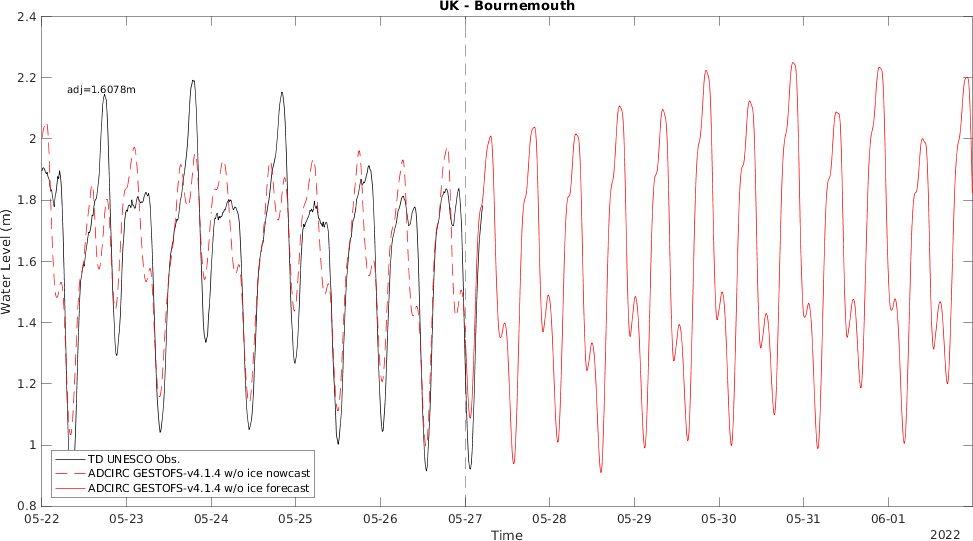 UK - Bournemouth
adj=1.6078m
2.4
2.2
2
1.8
1.6
1.4
1.2
1
0.8
Water Level (m)
TD UNESCO Obs.
ADCIRC GESTOFS-v4.1.4 w/o ice nowcast
ADCIRC GESTOFS-v4.1.4 w/o ice forecast
05-22 05-23 05-24 05-25 05-26 05-27 05-28 05-29 05-30 05-31 06-01
Time
2022